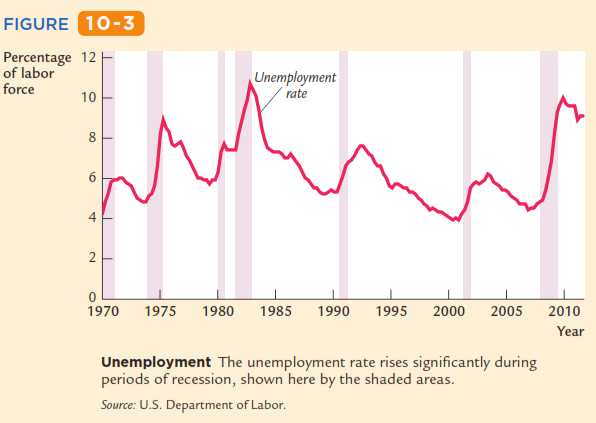 FIGURE 10-3
Percentage
of labor
force
12
10
8
6
4
2
0
Unemployment
rate
1970 1975 1980 1985 1990 1995 2000 2005 2010
Year
Unemployment The unemployment rate rises significantly during
periods of recession, shown here by the shaded areas.
Source: U.S. Department of Labor.